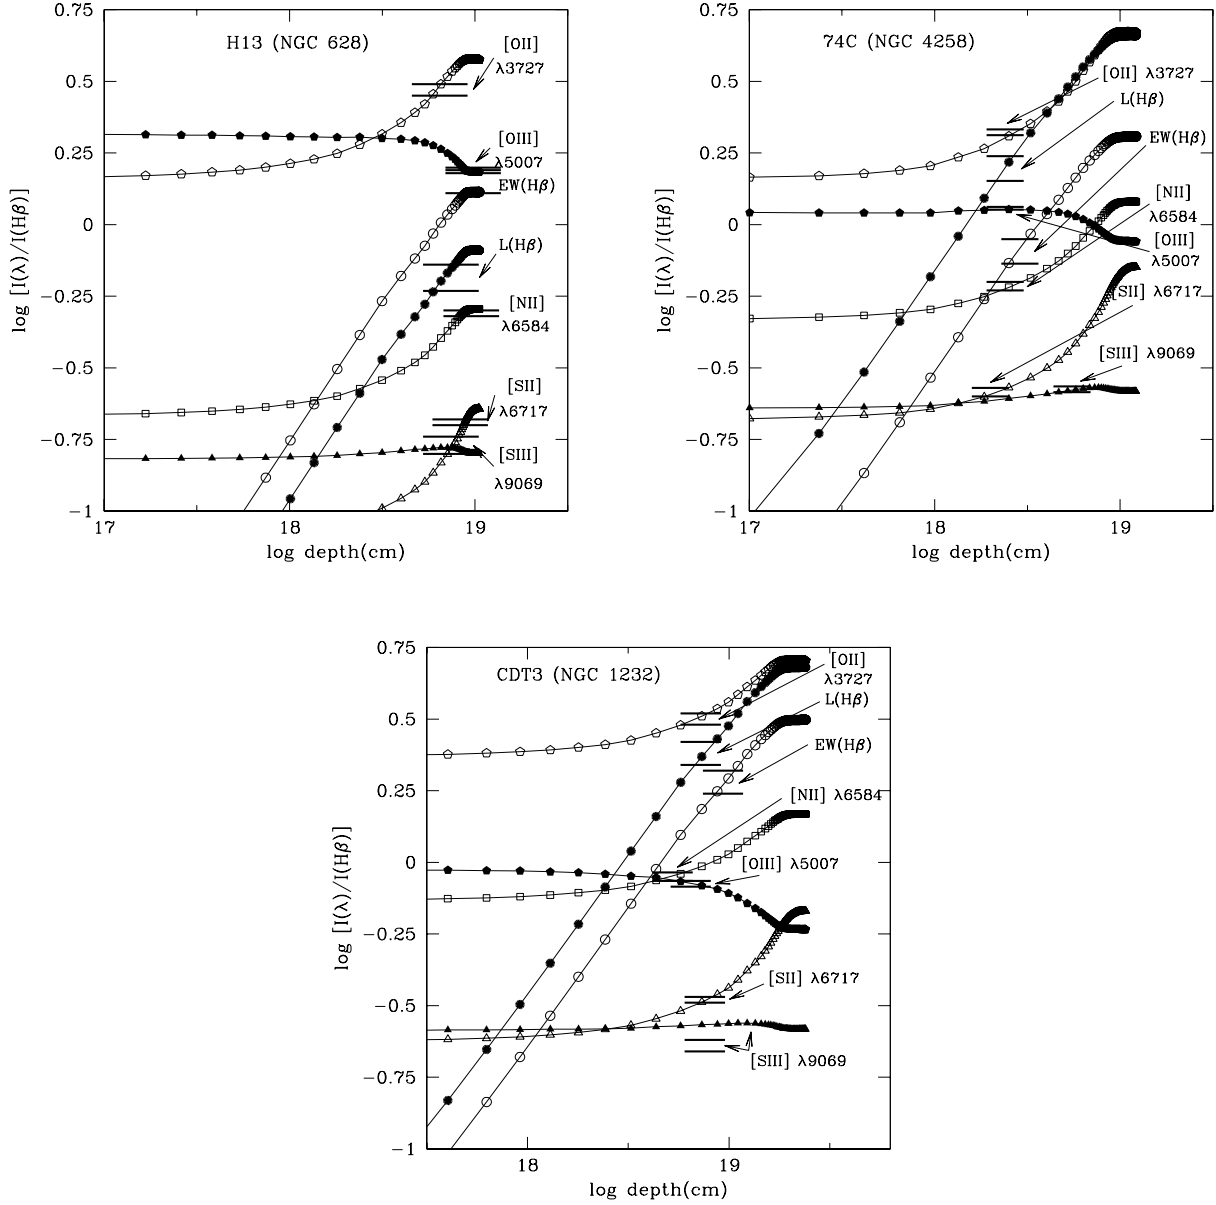 H13 (NGC 628)
0.75
0.5
0.25
0
−0.25
−0.5
−0.75
−1
log [I(λ)/I(Hβ)]
[OII]
λ3727
[OIII]
λ5007
EW(Hβ)
L(Hβ)
[NII]
λ6584
[SII]
λ6717
[SIII]
λ9069
17
18
19
log depth(cm)
74C (NGC 4258)
0.75
0.5
0.25
0
−0.25
−0.5
−0.75
−1
log [I(λ)/I(Hβ)]
[OII] λ3727
L(Hβ)
EW(Hβ)
[NII]
λ6584
[OIII]
λ5007
[SII] λ6717
[SIII] λ9069
17
18
19
log depth(cm)
CDT3 (NGC 1232)
0.75
0.5
0.25
0
−0.25
−0.5
−0.75
−1
log [I(λ)/I(Hβ)]
[OII]
λ3727
L(Hβ)
EW(Hβ)
[NII] λ6584
[OIII] λ5007
[SII] λ6717
[SIII] λ9069
18
19
log depth(cm)